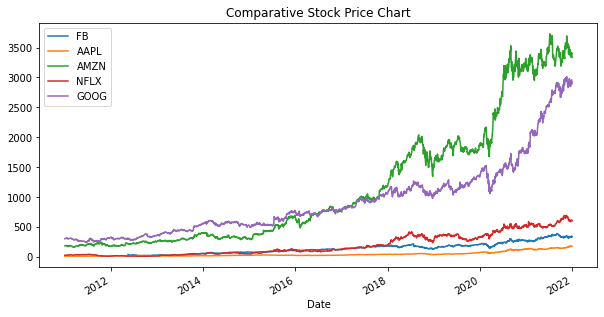 Comparative Stock Price Chart
FB
AAPL
AMZN
NFLX
GOOG
3500
3000
2500
2000
1500
1000
500
0
2012 2014 2016 2018 2020 2022
Date